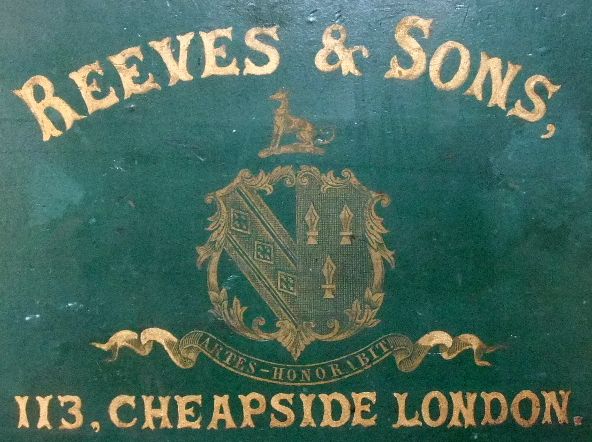 REEVES & SONS,
ARTES-HONORABIT
113, CHEAPSIDE LONDON.